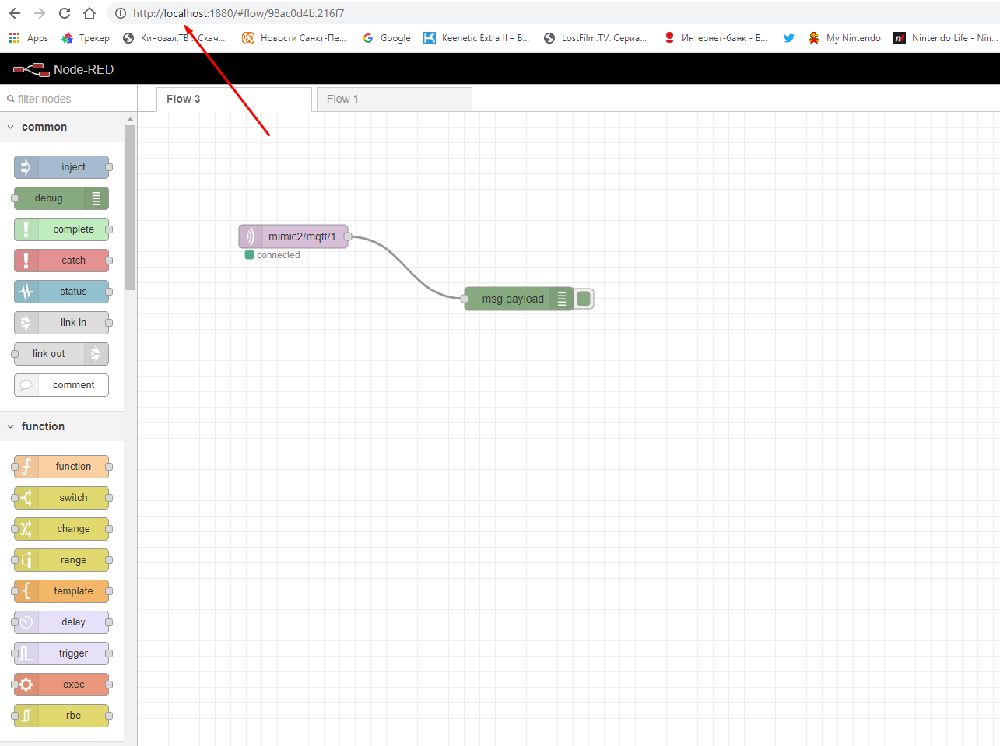 http://localhost:1880/#flow/98ac0d4b.216f7
Apps Трекер Кинозал.ТВ :: Скач... Новости Санкт-Пе... Google Keenetic Extra II – В... LostFilm.TV. Сериа... Интернет-банк - Б... My Nintendo Nintendo Life - Nin...
Node-RED
filter nodes
Flow 3 Flow 1
common
inject
debug
complete
catch
status
link in
link out
comment
function
function
switch
change
range
template
delay
trigger
exec
rbe
mimic2/mqtt/1
connected
msg.payload